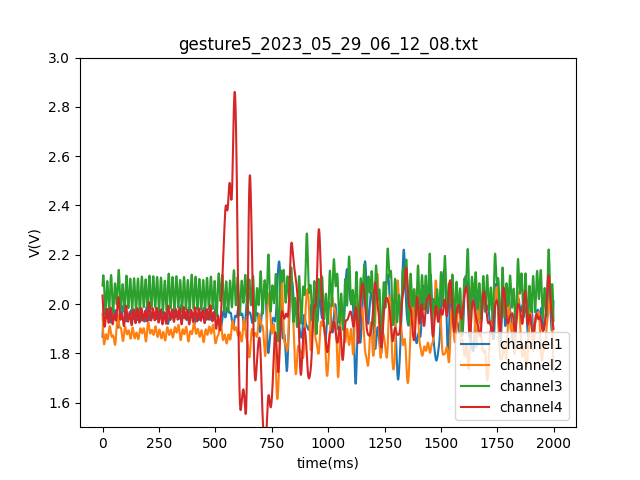 gesture5_2023_05_29_06_12_08.txt
V(V)
3.0
2.8
2.6
2.4
2.2
2.0
1.8
1.6
channel1
channel2
channel3
channel4
0 250 500 750 1000 1250 1500 1750 2000
time(ms)